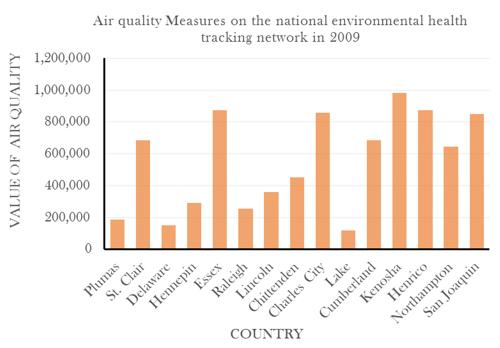 Air quality Measures on the national environmental health
tracking network in 2009
VALUE OF AIR QUALITY
1,200,000
1,000,000
800,000
600,000
400,000
200,000
0
Plumas
St. Clair
Delaware
Hennepin
Essex
Raleigh
Lincoln
Chittenden
Charles City
Lake
Cumberland
Kenosha
Henrico
Northampton
San Joaquin
COUNTRY